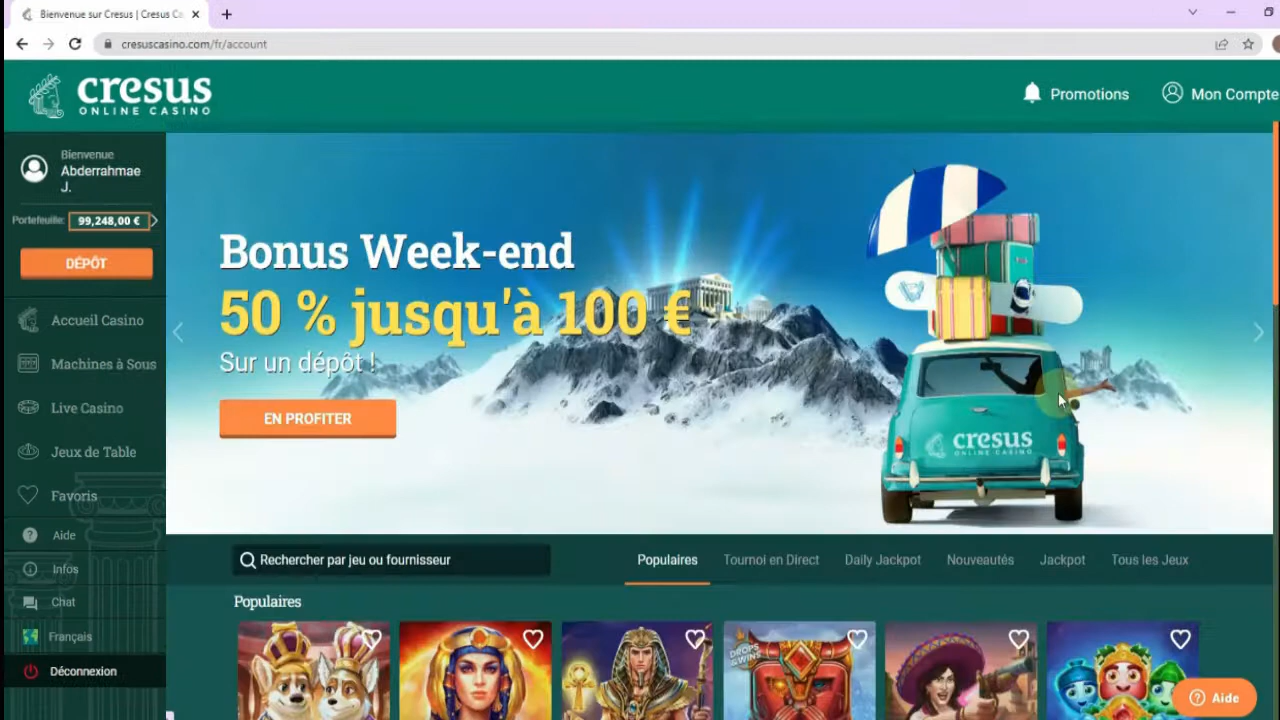 Bienvenue sur Cresus | Cresus Ca
cresuscasino.com/fr/account
cresus
ONLINE CASINO
Promotions
Mon Compte
Bienvenue
Abderrahmae
J.
Portefeuille: 99,248,00 €
DÉPÔT
Accueil Casino
Machines à Sous
Live Casino
Jeux de Table
Favoris
Aide
Infos
Chat
Français
Déconnexion
Bonus Week-end
50 % jusqu'à 100 €
Sur un dépôt !
EN PROFITER
cresus
ONLINE CASINO
Rechercher par jeu ou fournisseur
Populaires
Tournoi en Direct
Daily Jackpot
Nouveautés
Jackpot
Tous les Jeux
Populaires
DROPS
&WINS
Aide